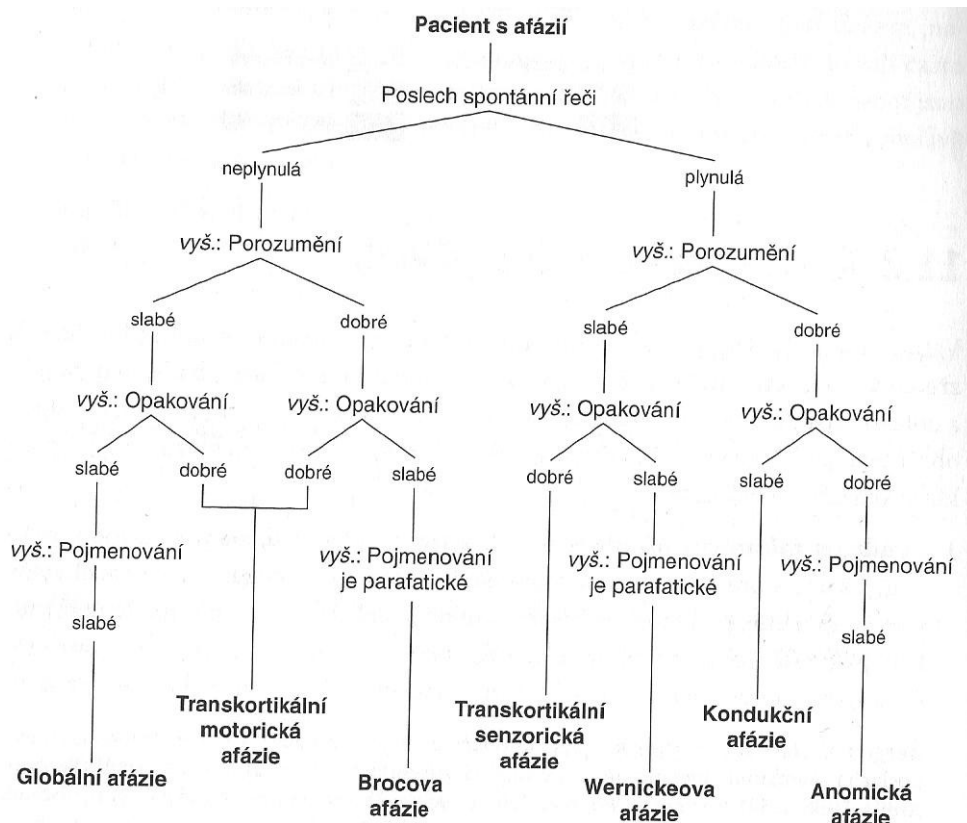 Pacient s afázií
Poslech spontánní řeči
neplynulá
plynulá
vyš.: Porozumění
vyš.: Porozumění
slabé
dobré
slabé
dobré
vyš.: Opakování
vyš.: Opakování
vyš.: Opakování
vyš.: Opakování
slabé
dobré
dobré
slabé
dobré
slabé
slabé
dobré
vyš.: Pojmenování
vyš.: Pojmenování
je parafatické
vyš.: Pojmenování
je parafatické
vyš.: Pojmenování
slabé
slabé
Transkortikální
motorická
afázie
Transkortikální
senzorická
afázie
Kondukční
afázie
Globální afázie
Brocova
afázie
Wernickeova
afázie
Anomická
afázie